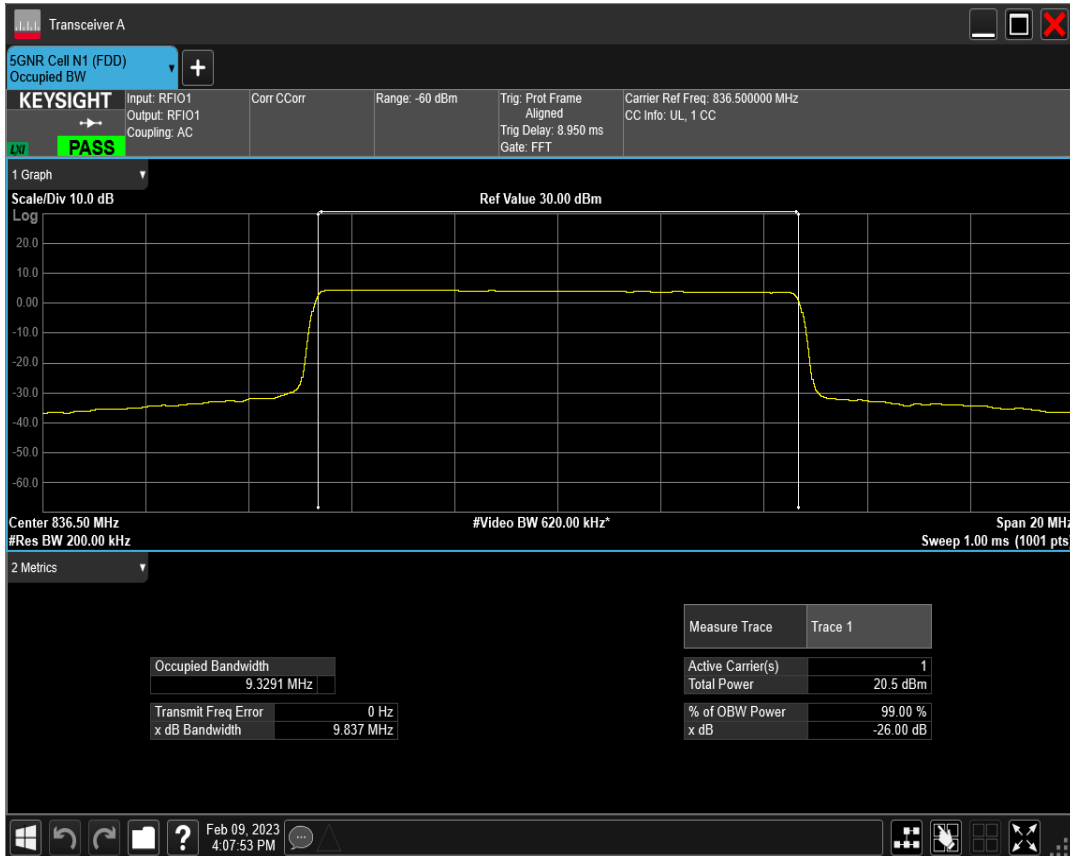 Transceiver A
5GNR Cell N1 (FDD)
Occupied BW
+
KEYSIGHT
LXI
PASS
Input: RFIO1
Output: RFIO1
Coupling: AC
Corr CCorr
Range: -60 dBm
Trig: Prot Frame
Aligned
Trig Delay: 8.950 ms
Gate: FFT
Carrier Ref Freq: 836.500000 MHz
CC Info: UL, 1 CC
1 Graph
Scale/Div 10.0 dB
Ref Value 30.00 dBm
Log
20.0
10.0
0.00
-10.0
-20.0
-30.0
-40.0
-50.0
-60.0
Center 836.50 MHz
#Video BW 620.00 kHz*
Span 20 MHz
#Res BW 200.00 kHz
Sweep 1.00 ms (1001 pts)
2 Metrics
Measure Trace Trace 1
Occupied Bandwidth
9.3291 MHz
Active Carrier(s) 1
Total Power 20.5 dBm
Transmit Freq Error 0 Hz
x dB Bandwidth 9.837 MHz
% of OBW Power 99.00 %
x dB -26.00 dB
?
Feb 09, 2023
4:07:53 PM